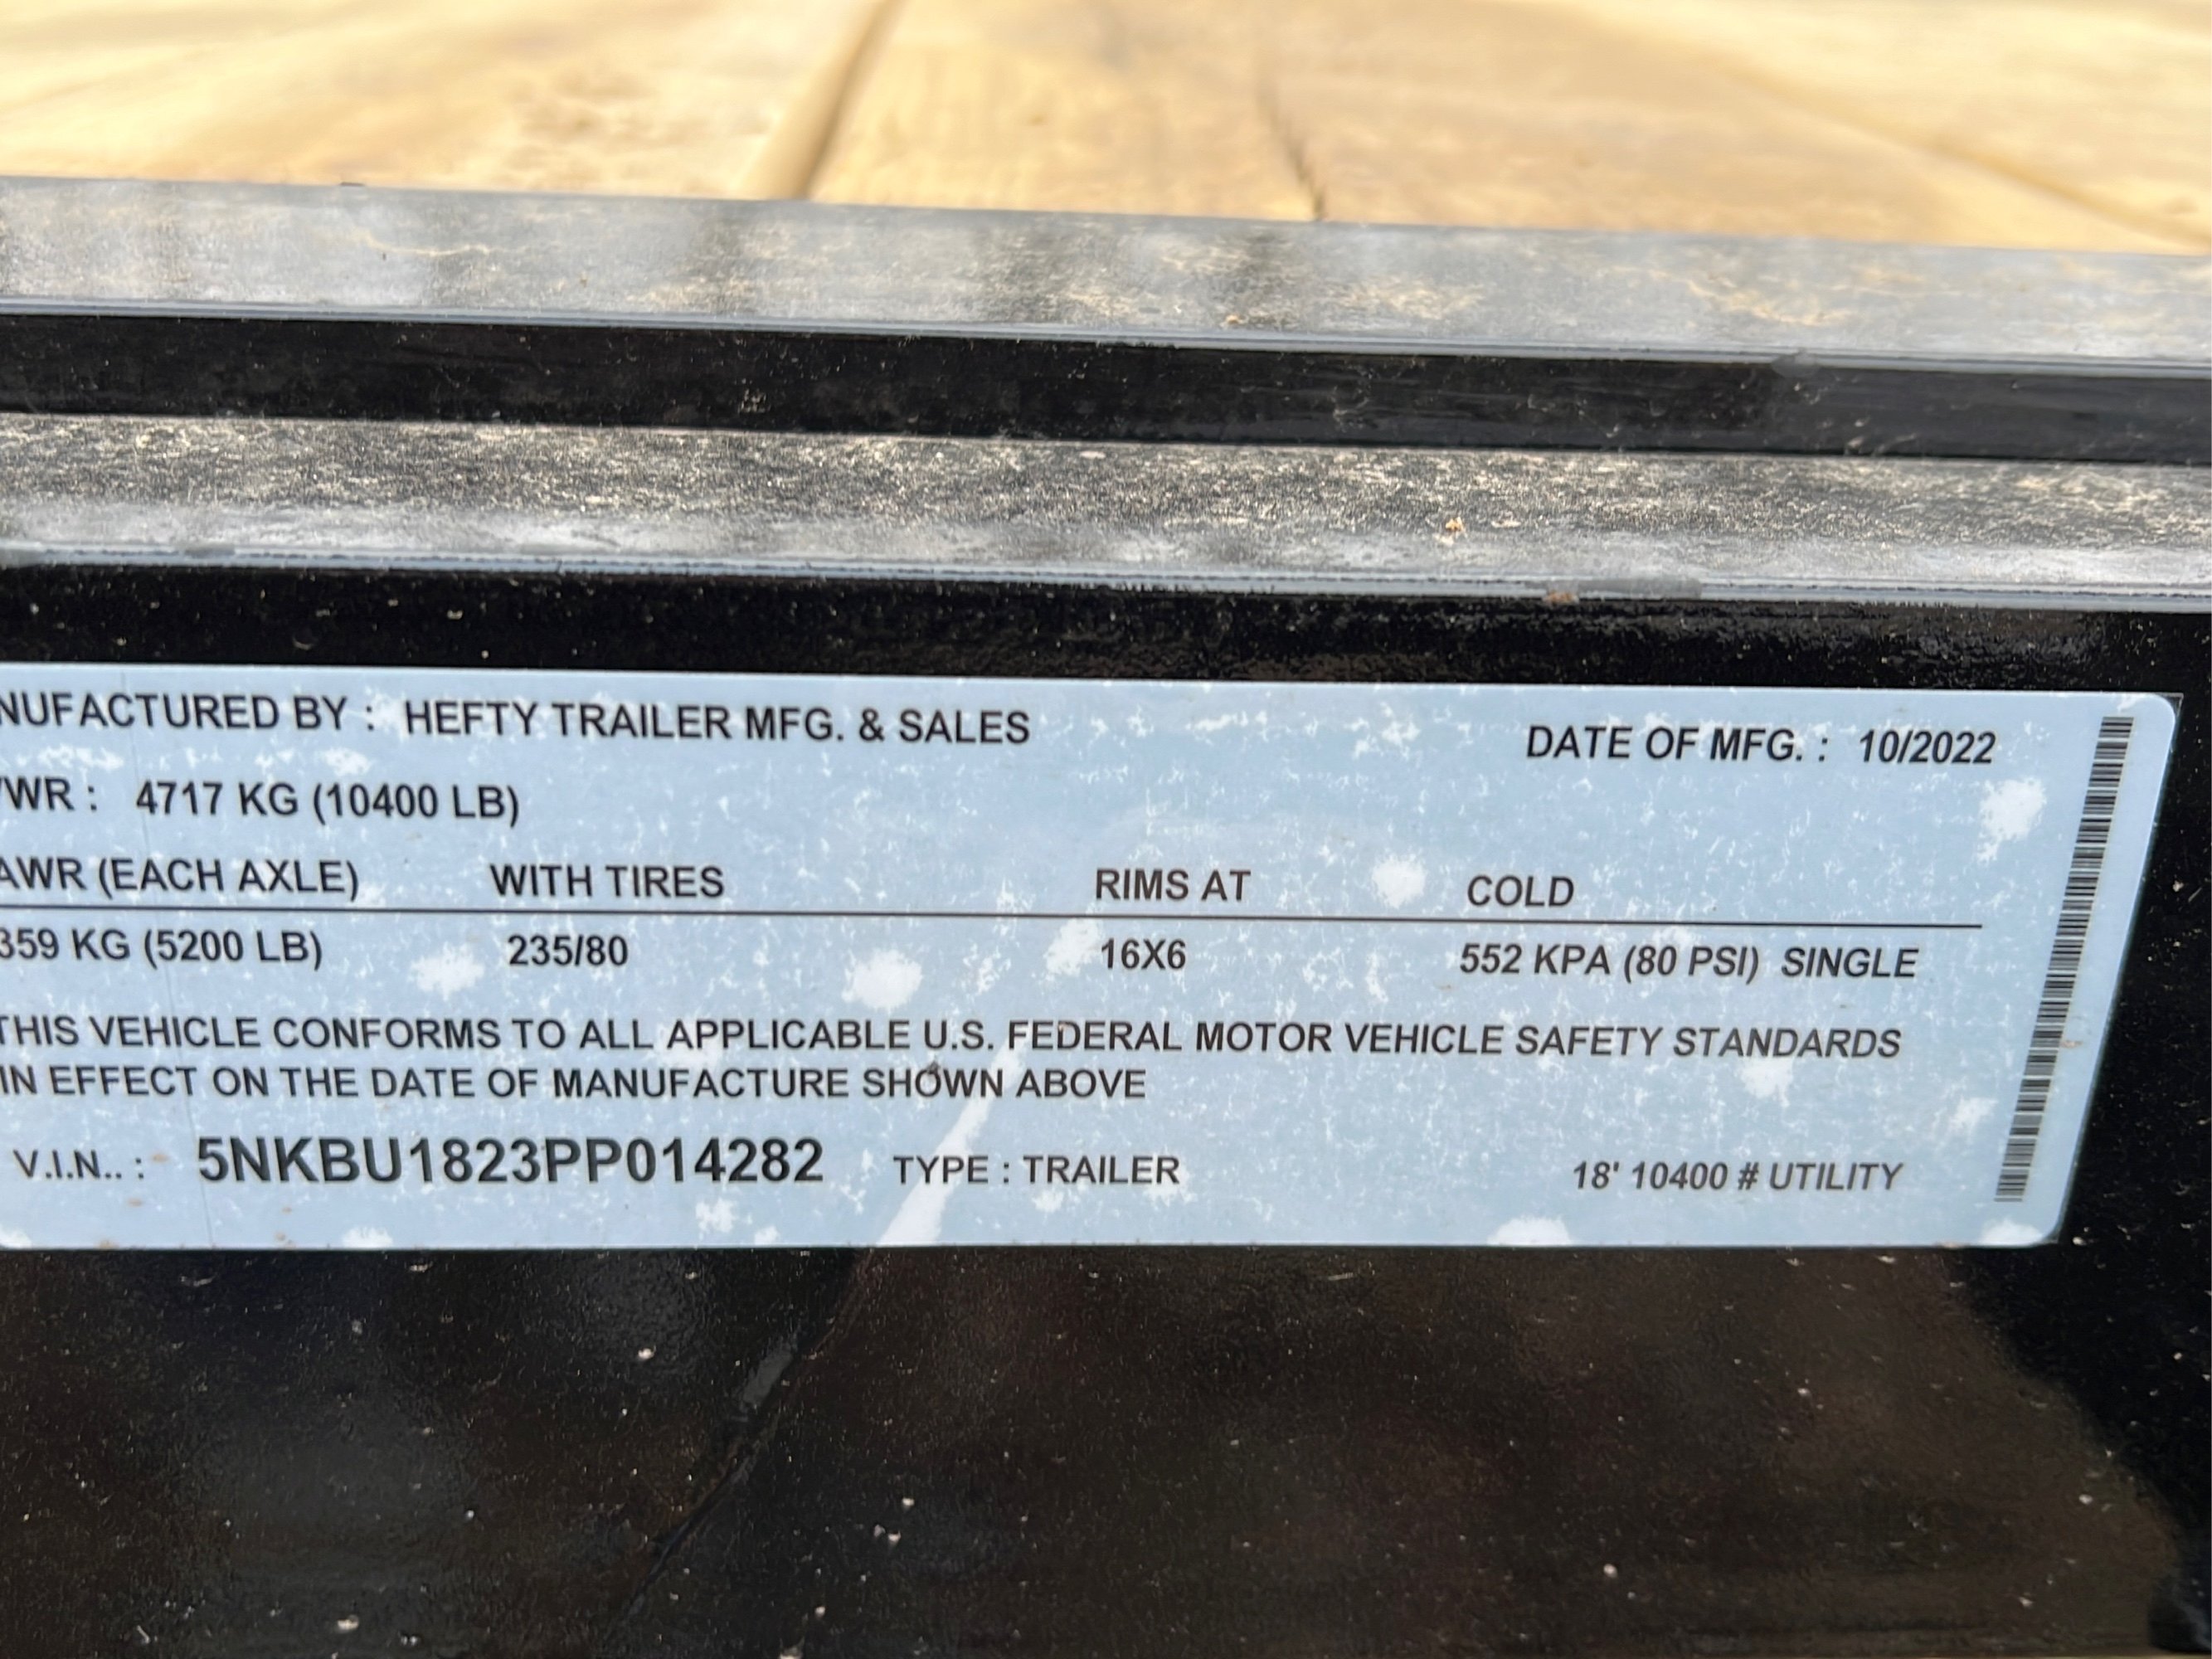 NUFACTURED BY : HEFTY TRAILER MFG. & SALES DATE OF MFG. : 10/2022
VWR : 4717 KG (10400 LB)
AWR (EACH AXLE) WITH TIRES RIMS AT COLD
359 KG (5200 LB) 235/80 16X6 552 KPA (80 PSI) SINGLE
THIS VEHICLE CONFORMS TO ALL APPLICABLE U.S. FEDERAL MOTOR VEHICLE SAFETY STANDARDS
IN EFFECT ON THE DATE OF MANUFACTURE SHOWN ABOVE
V.I.N.. : 5NKBU1823PP014282 TYPE : TRAILER 18' 10400 # UTILITY